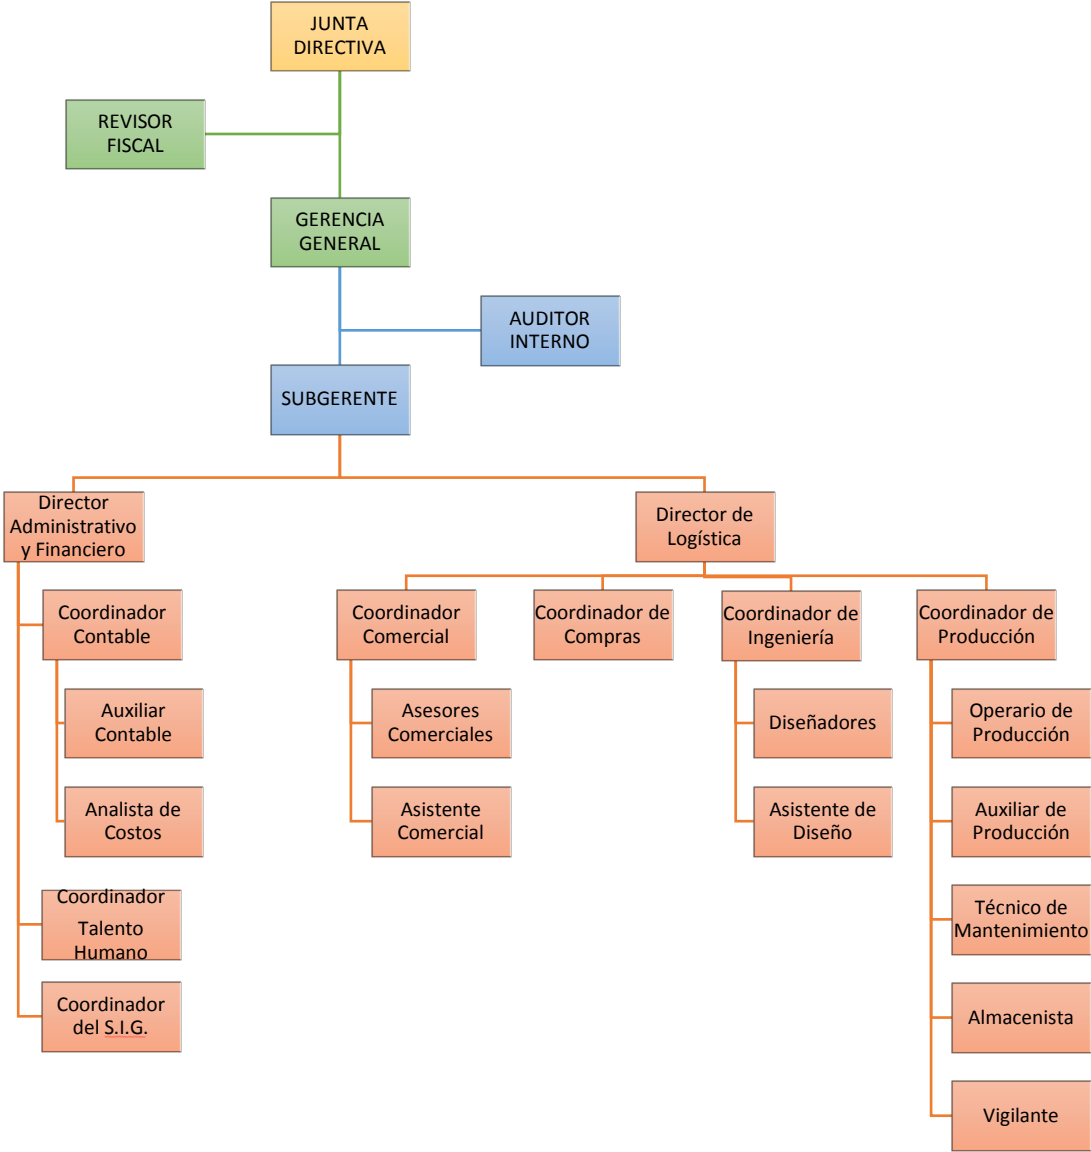 JUNTA
DIRECTIVA
REVISOR
FISCAL
GERENCIA
GENERAL
AUDITOR
INTERNO
SUBGERENTE
Director
Administrativo
y Financiero
Director de
Logística
Coordinador
Contable
Coordinador
Comercial
Coordinador de
Compras
Coordinador de
Ingeniería
Coordinador de
Producción
Auxiliar
Contable
Asesores
Comerciales
Diseñadores
Operario de
Producción
Analista de
Costos
Asistente
Comercial
Asistente de
Diseño
Auxiliar de
Producción
Coordinador
Talento
Humano
Técnico de
Mantenimiento
Coordinador
del S.I.G.
Almacenista
Vigilante